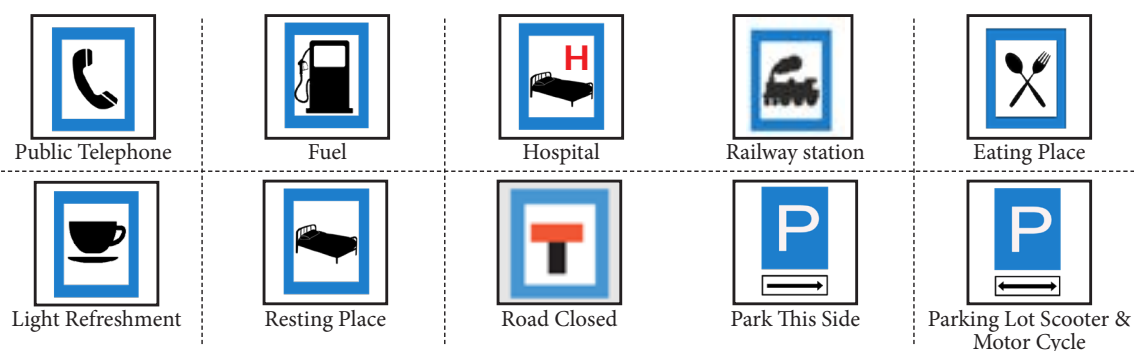 H
Public Telephone
Fuel
Hospital
Railway station
Eating Place
P
P
Light Refreshment
Resting Place
Road Closed
Park This Side
Parking Lot Scooter &
Motor Cycle